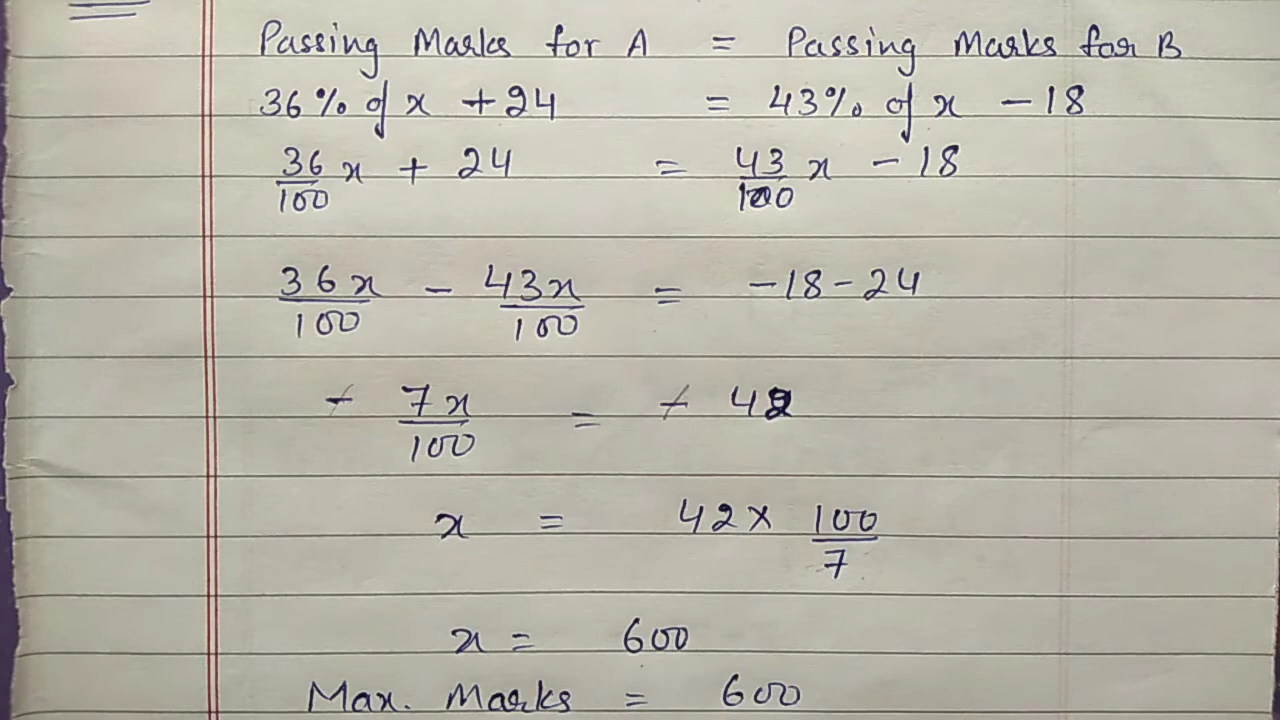 Passing Marks for A = Passing Marks for B
36% of x + 24 = 43% of x - 18
36/100 x + 24 = 43/100 x - 18
36x/100 - 43x/100 = -18 - 24
- 7x/100 = - 42
x = 42 × 100/7
x = 600
Max. Marks = 600